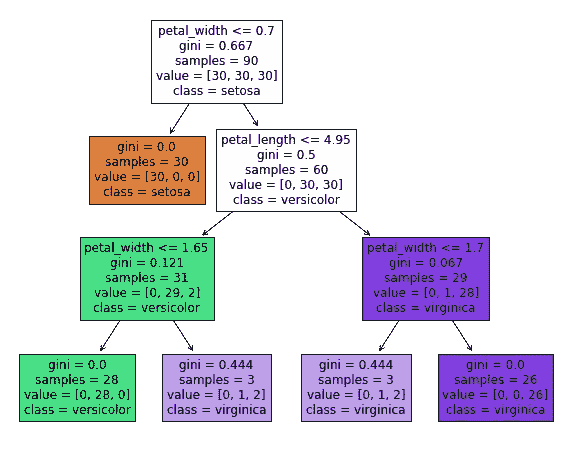 petal_width <= 0.7
gini = 0.667
samples = 90
value = [30, 30, 30]
class = setosa
gini = 0.0
samples = 30
value = [30, 0, 0]
class = setosa
petal_length <= 4.95
gini = 0.5
samples = 60
value = [0, 30, 30]
class = versicolor
petal_width <= 1.65
gini = 0.121
samples = 31
value = [0, 29, 2]
class = versicolor
petal_width <= 1.7
gini = 0.067
samples = 29
value = [0, 1, 28]
class = virginica
gini = 0.0
samples = 28
value = [0, 28, 0]
class = versicolor
gini = 0.444
samples = 3
value = [0, 1, 2]
class = virginica
gini = 0.444
samples = 3
value = [0, 1, 2]
class = virginica
gini = 0.0
samples = 26
value = [0, 0, 26]
class = virginica